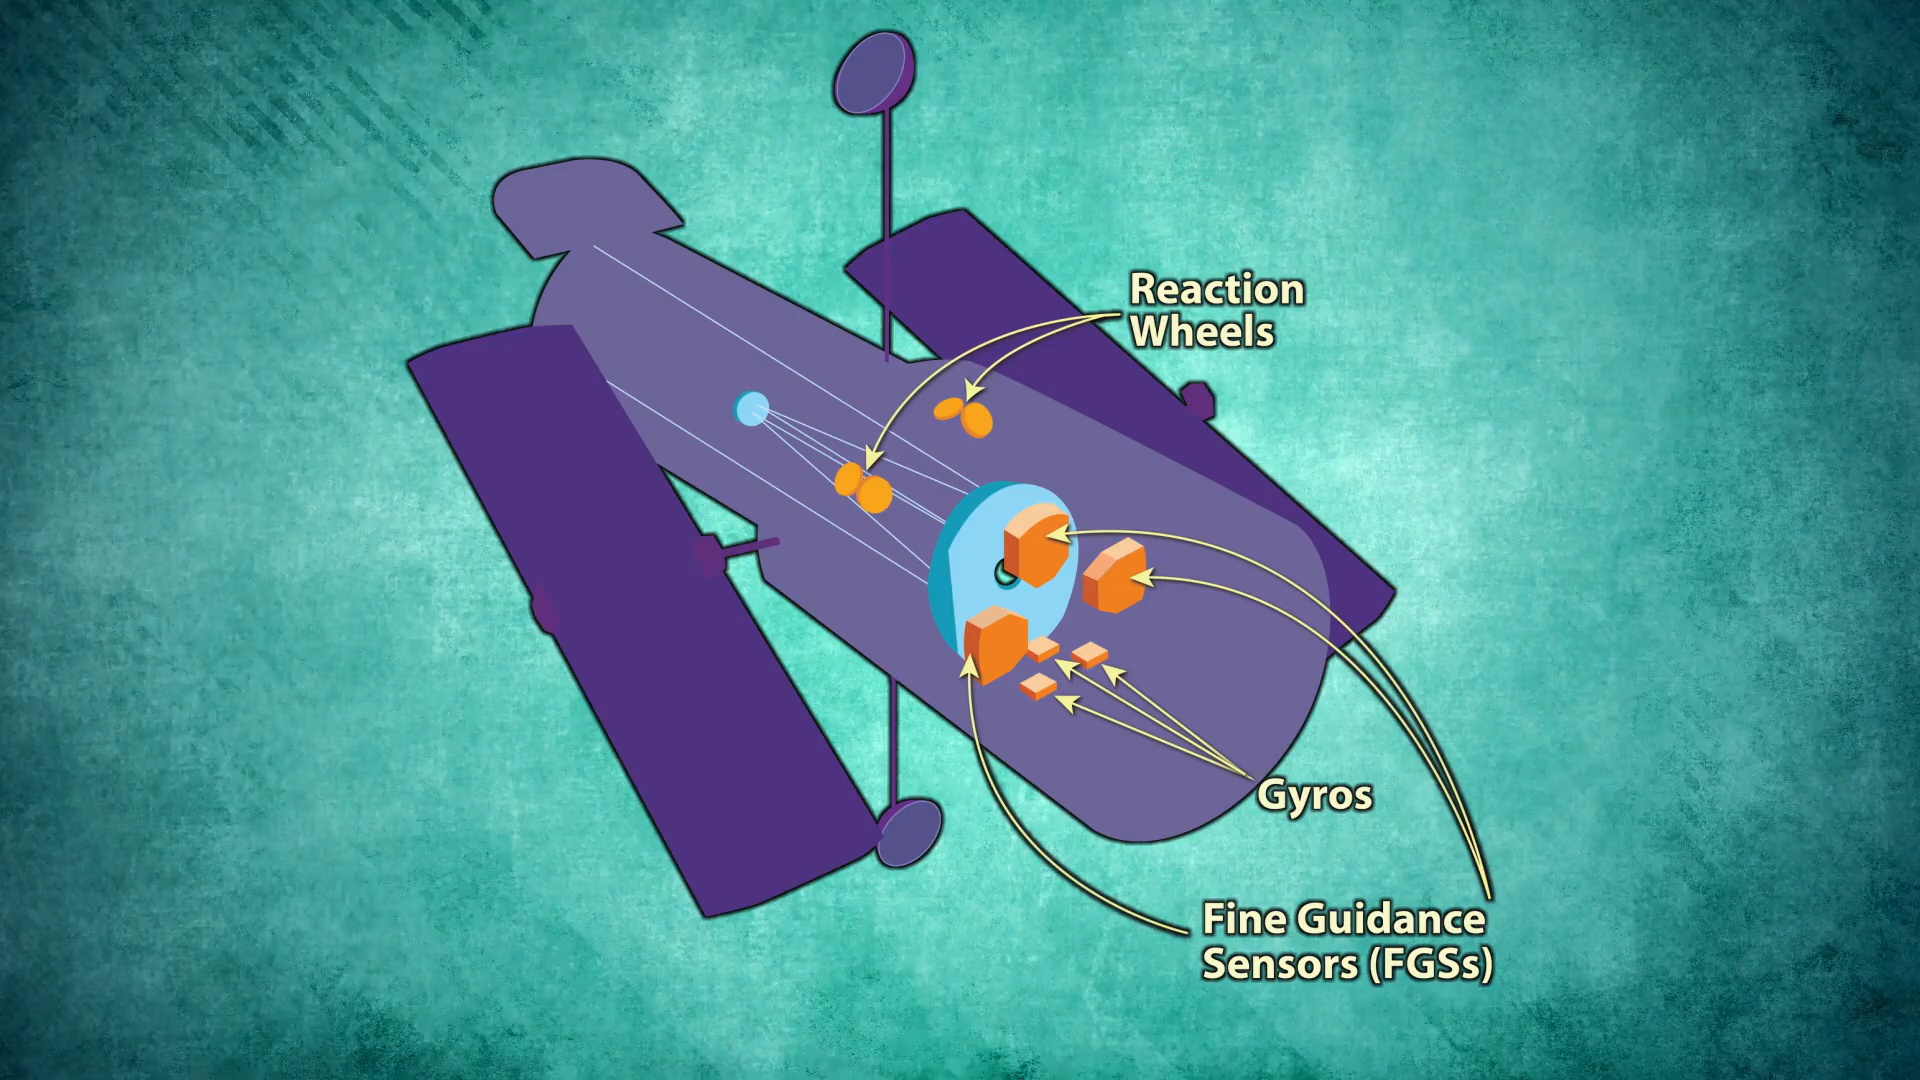 Reaction
Wheels
Gyros
Fine Guidance
Sensors (FGSs)